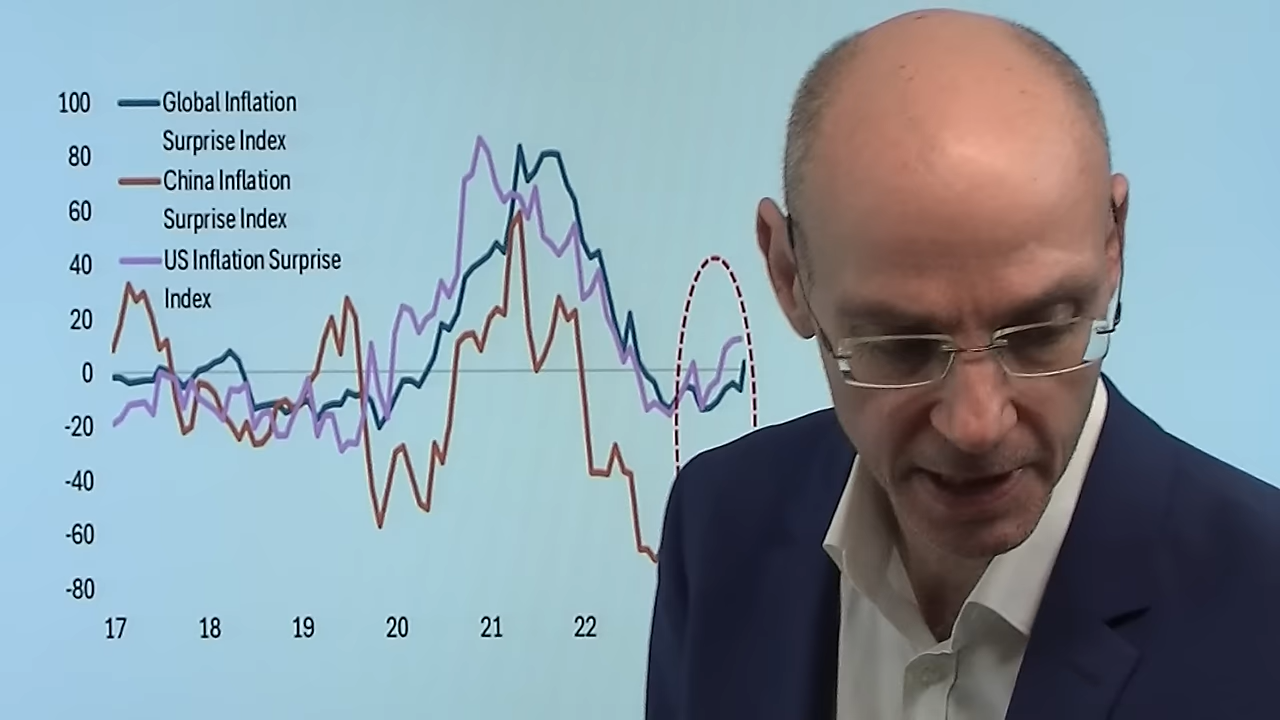 100
80
60
40
20
0
-20
-40
-60
-80
Global Inflation
Surprise Index
China Inflation
Surprise Index
US Inflation Surprise
Index
17 18 19 20 21 22